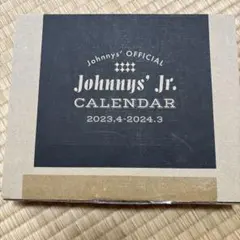 Johnnys' OFFICIAL
Johnnys' Jr.
CALENDAR
2023.4-2024.3